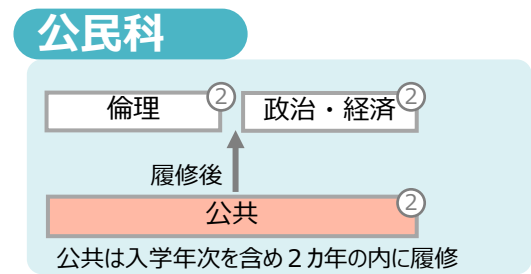 公民科
倫理 ②
政治・経済 ②
履修後
公共 ②
公共は入学年次を含め２カ年の内に履修